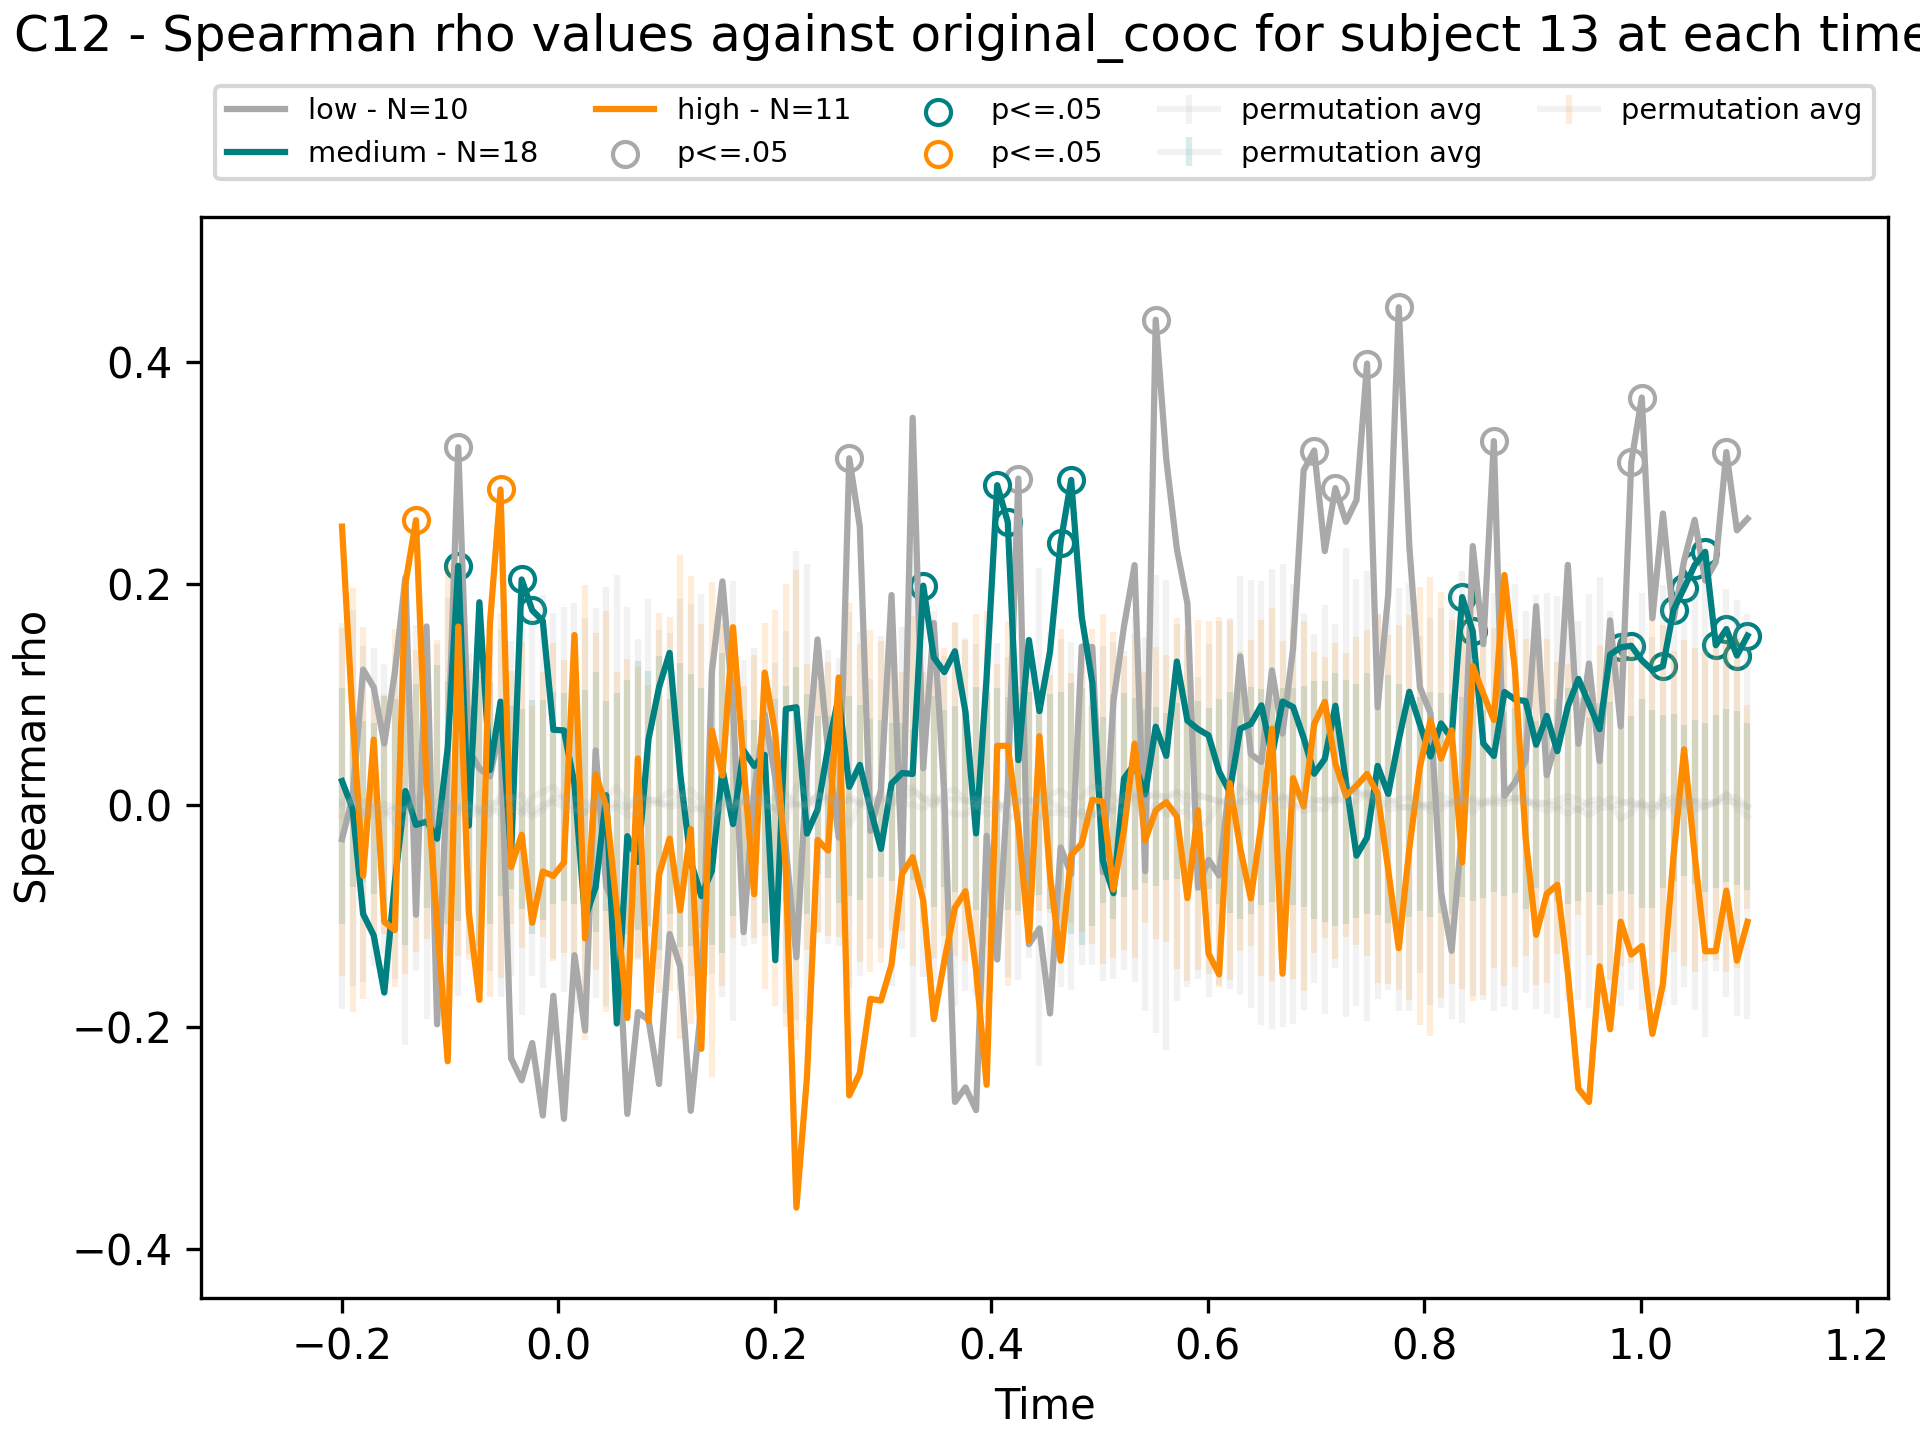 C12 - Spearman rho values against original_cooc for subject 13 at each time
low - N=10 high - N=11 p<=.05 permutation avg permutation avg
medium - N=18 p<=.05 p<=.05 permutation avg
0.4
0.2
0.0
−0.2
−0.4
Spearman rho
−0.2 0.0 0.2 0.4 0.6 0.8 1.0 1.2
Time